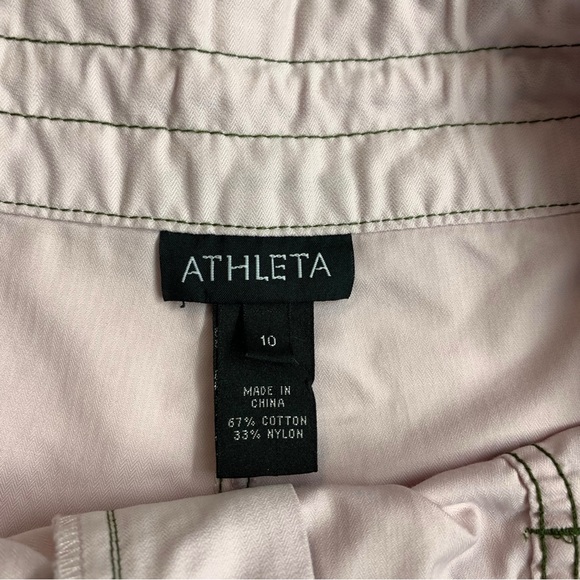 ATHLETA
10
MADE IN
CHINA
67% COTTON
33% NYLON